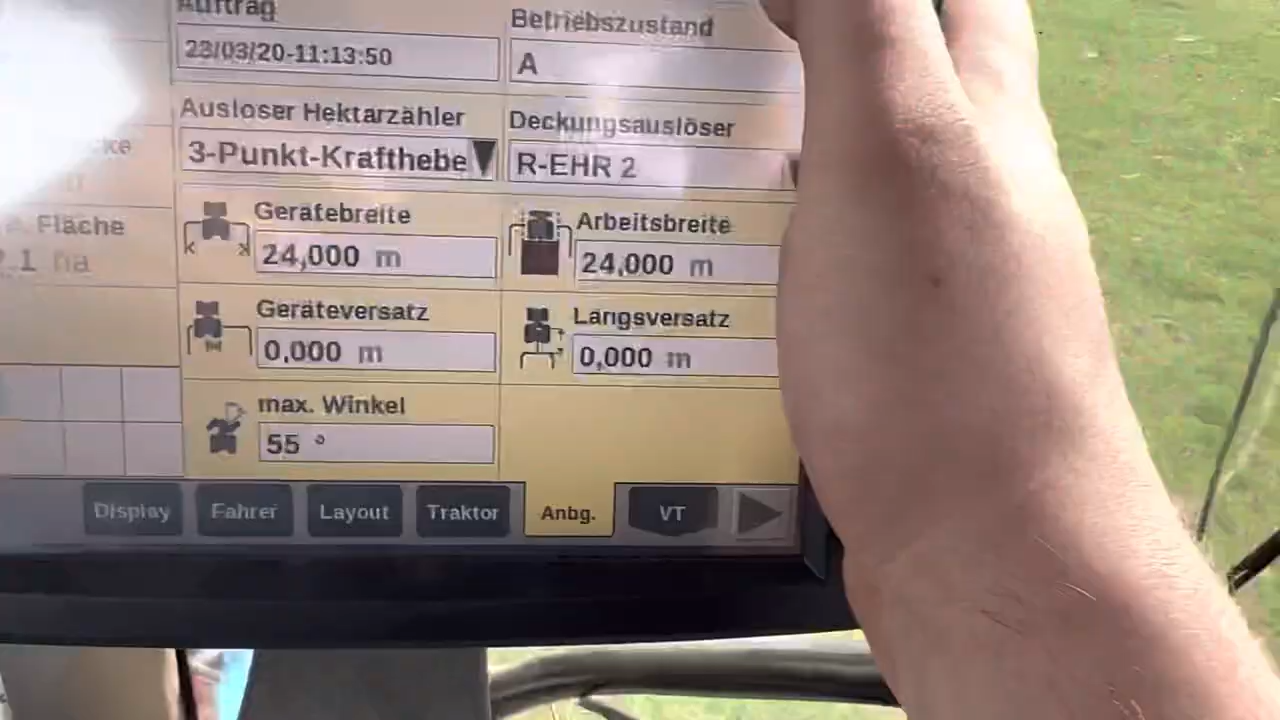 Auftrag
Betriebszustand
23/03/20-11:13:50
A
Ausloser Hektarzähler
Deckungsauslöser
3-Punkt-Krafthebe
R-EHR 2
Gerätebreite
Arbeitsbreite
24,000 m
24,000 m
Fläche
1 ha
Geräteversatz
Längsversatz
0,000 m
0,000 m
max. Winkel
55 °
Display
Fahrer
Layout
Traktor
Anbg.
VT